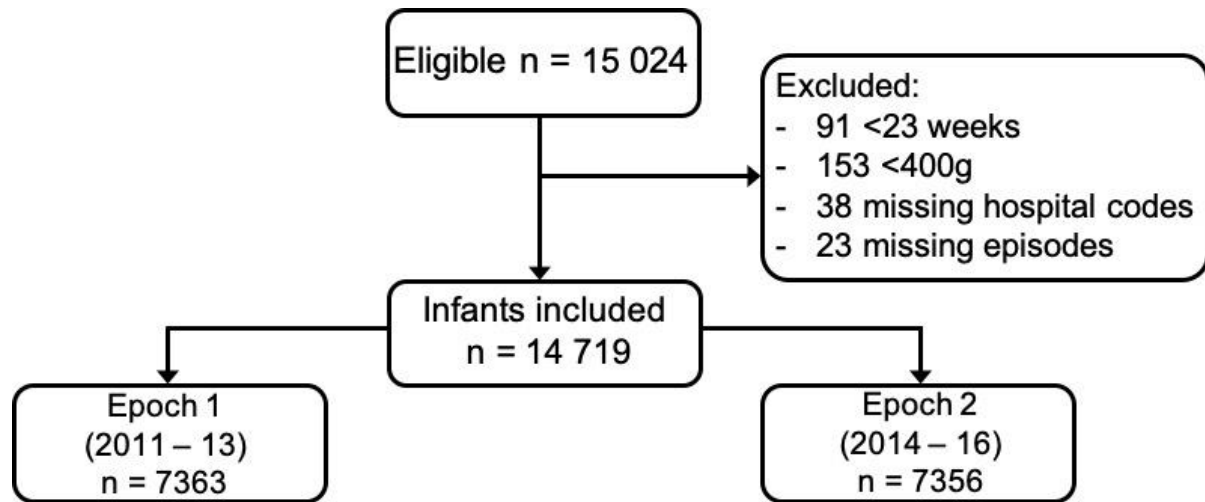 Eligible n = 15 024
Excluded:
- 91 <23 weeks
- 153 <400g
- 38 missing hospital codes
- 23 missing episodes
Infants included
n = 14 719
Epoch 1
(2011 – 13)
n = 7363
Epoch 2
(2014 – 16)
n = 7356